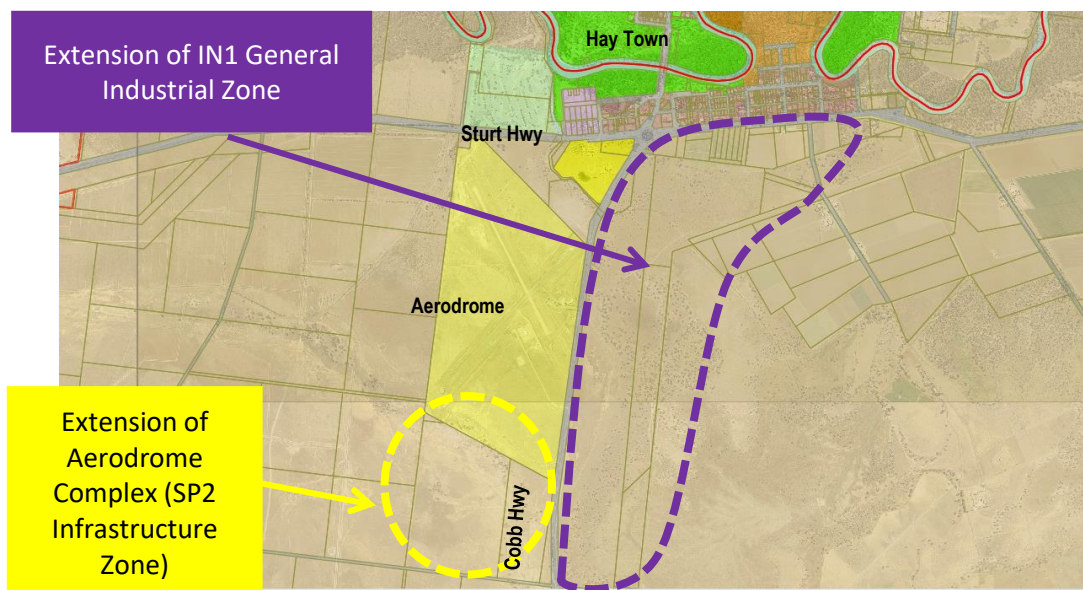 Extension of IN1 General
Industrial Zone
Hay Town
Sturt Hwy
Aerodrome
Extension of
Aerodrome
Complex (SP2
Infrastructure
Zone)
Cobb Hwy